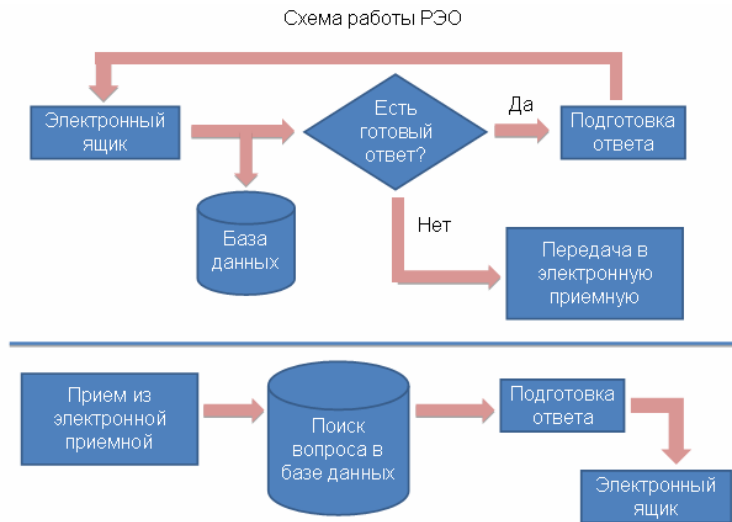 Схема работы РЭО
Электронный
ящик
Есть
готовый
ответ?
Да
Подготовка
ответа
База
данных
Нет
Передача в
электронную
приемную
Прием из
электронной
приемной
Поиск
вопроса в
базе данных
Подготовка
ответа
Электронный
ящик